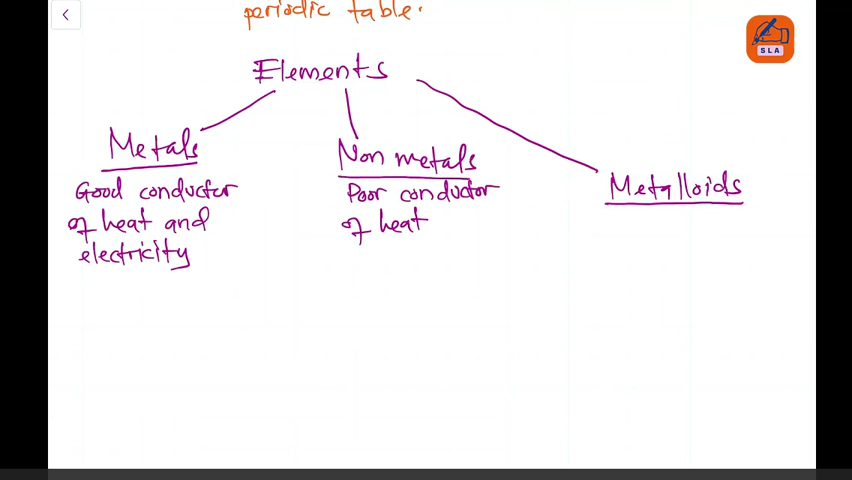 periodic table.
SLA
Elements
Metals
Good conductor
of heat and
electricity
Non metals
Poor conductor
of heat
Metalloids